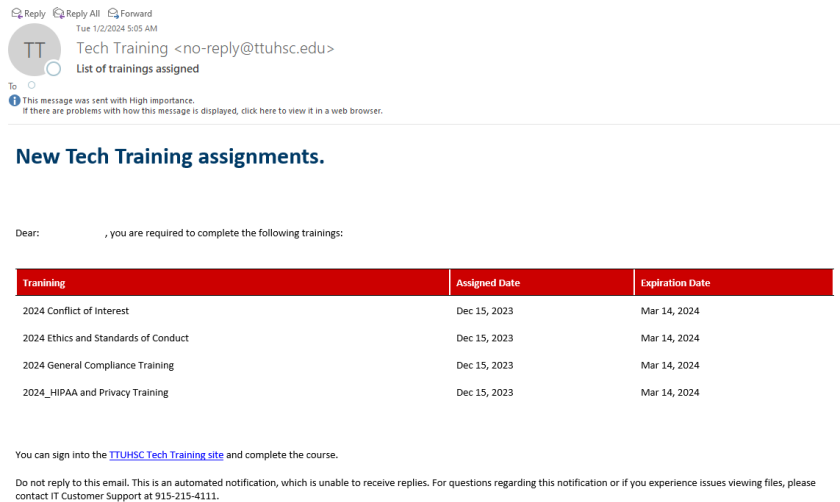 Reply Reply All Forward
Tue 1/2/2024 5:05 AM
TT
Tech Training <no-reply@ttuhsc.edu>
List of trainings assigned
To
This message was sent with High importance.
If there are problems with how this message is displayed, click here to view it in a web browser.
New Tech Training assignments.
Dear: , you are required to complete the following trainings:
Tranining Assigned Date Expiration Date
2024 Conflict of Interest Dec 15, 2023 Mar 14, 2024
2024 Ethics and Standards of Conduct Dec 15, 2023 Mar 14, 2024
2024 General Compliance Training Dec 15, 2023 Mar 14, 2024
2024_HIPAA and Privacy Training Dec 15, 2023 Mar 14, 2024
You can sign into the TTUHSC Tech Training site and complete the course.
Do not reply to this email. This is an automated notification, which is unable to receive replies. For questions regarding this notification or if you experience issues viewing files, please
contact IT Customer Support at 915-215-4111.